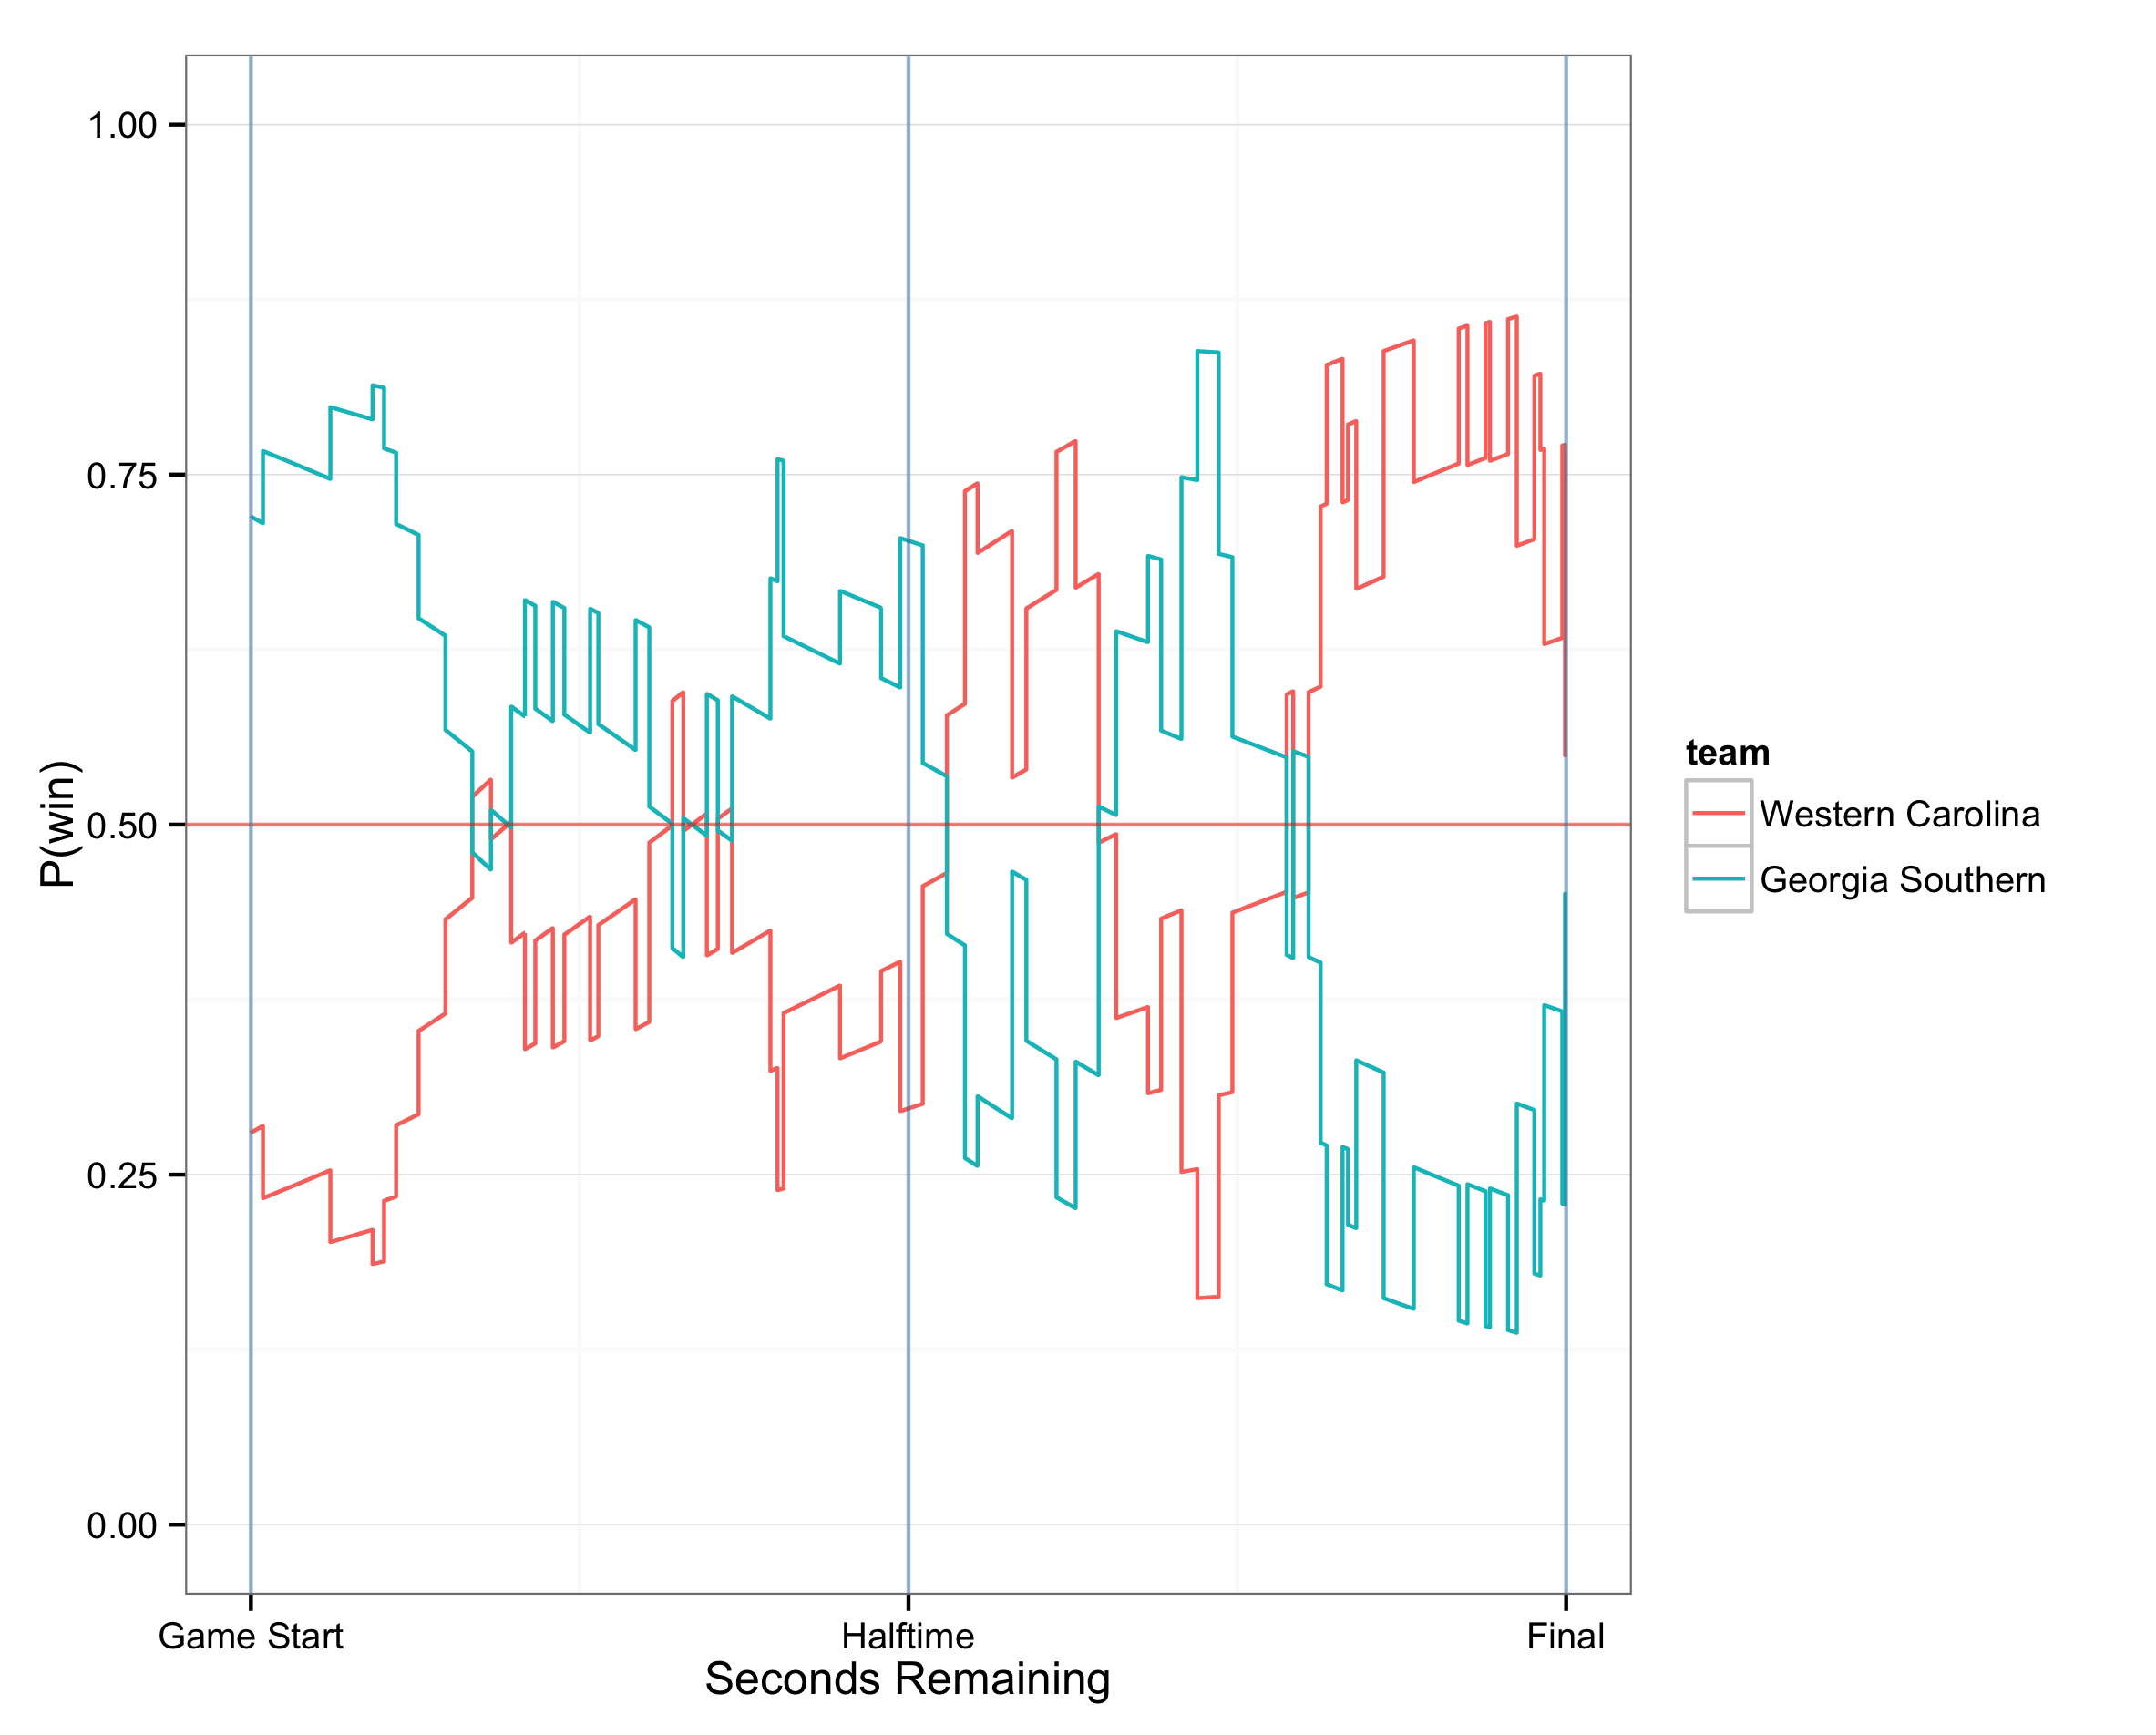 1.00
0.75
0.50
0.25
0.00
P(win)
Game Start
Halftime
Final
Seconds Remaining
team
Western Carolina
Georgia Southern